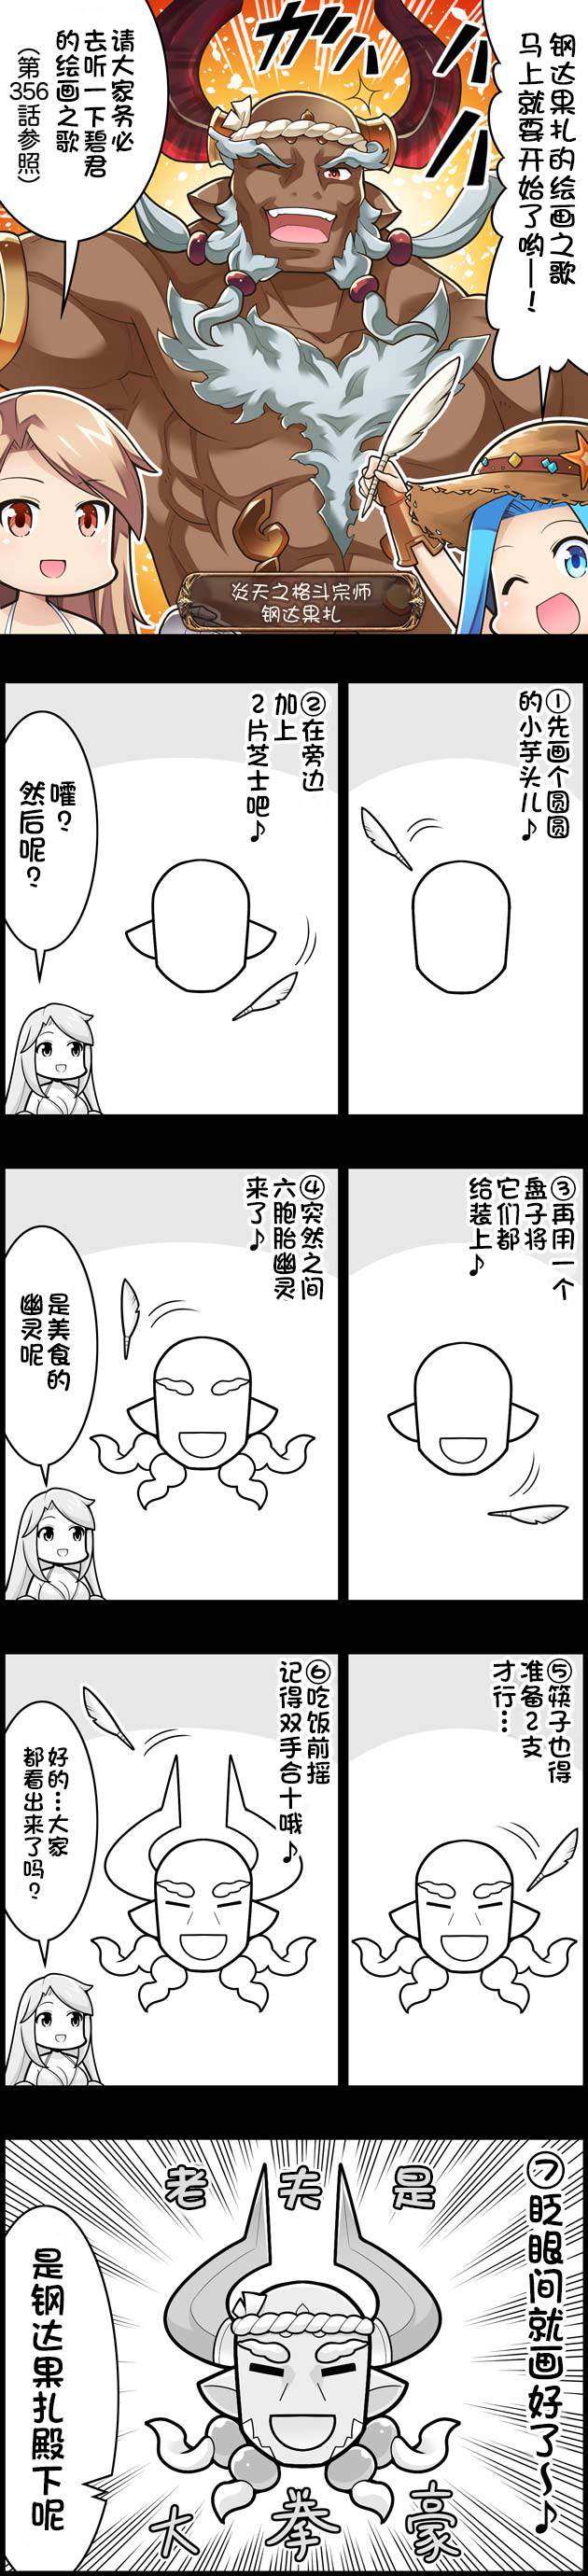 钢达果扎的绘画之歌
马上就要开始了哟—！
ガガッ
请大家务必
去听一下碧君
的绘画之歌
（第356話参照）
炎天之格斗宗师
钢达果扎
①先画个圆圆
的小芋头儿♪
②在旁边
加上
2片芝士吧♪
嚯？
然后呢？
③再用一个
盘子将
它们都
给装上♪
④突然之间
六胞胎幽灵
来了♪
是美食的
幽灵呢
⑤筷子也得
准备2支
才行…
⑥吃饭前摇
记得双手合十哦♪
好的…大家
都看出来了吗？
⑦眨眼间就画好了～♪
老夫是
大拳豪
是钢达果扎殿下呢